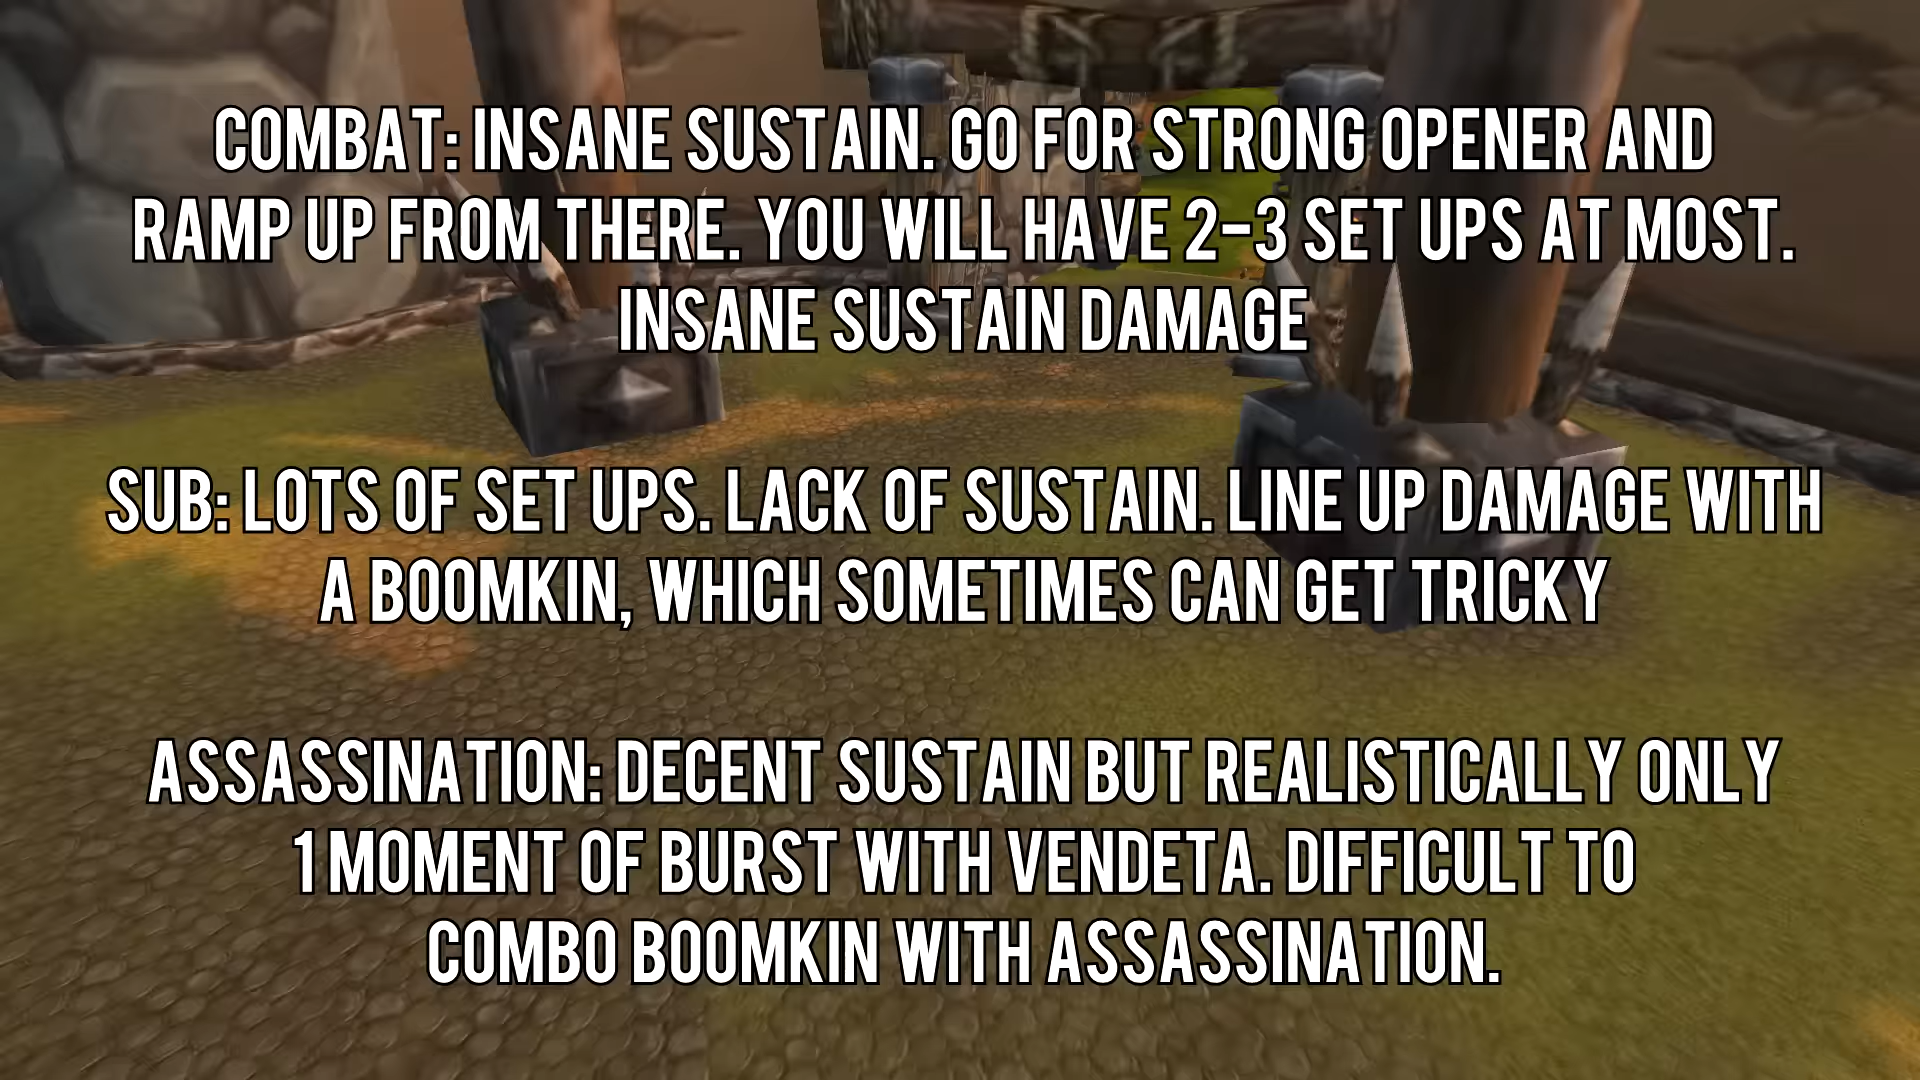 COMBAT: INSANE SUSTAIN. GO FOR STRONG OPENER AND
RAMP UP FROM THERE. YOU WILL HAVE 2-3 SET UPS AT MOST.
INSANE SUSTAIN DAMAGE
SUB: LOTS OF SET UPS. LACK OF SUSTAIN. LINE UP DAMAGE WITH
A BOOMKIN, WHICH SOMETIMES CAN GET TRICKY
ASSASSINATION: DECENT SUSTAIN BUT REALISTICALLY ONLY
1 MOMENT OF BURST WITH VENDETA. DIFFICULT TO
COMBO BOOMKIN WITH ASSASSINATION.